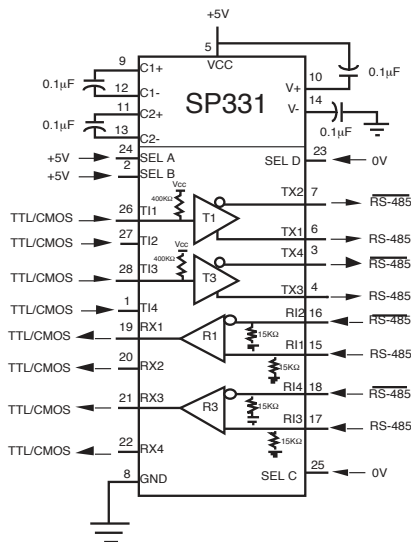 +5V
9 C1+ 5 VCC
0.1µF 10 V+ 0.1µF
12 C1- SP331
11 C2+ 14 V-
0.1µF 0.1µF
13 C2-
24 23
+5V SEL A SEL D 0V
2
+5V SEL B
Vcc TX2 7 RS-485
400KΩ
TTL/CMOS 26 TI1 T1
27 TX1 6 RS-485
TTL/CMOS TI2 Vcc TX4 3 RS-485
400KΩ
TTL/CMOS 28 TI3 T3
TX3 4 RS-485
TTL/CMOS 1 TI4
RI2 16 RS-485
TTL/CMOS 19 RX1 R1 15KΩ
RI1 15 RS-485
TTL/CMOS 20 RX2 15KΩ
RI4 18 RS-485
TTL/CMOS 21 RX3 R3 15KΩ
RI3 17 RS-485
TTL/CMOS 22 RX4 15KΩ
8 GND
SEL C 25 0V